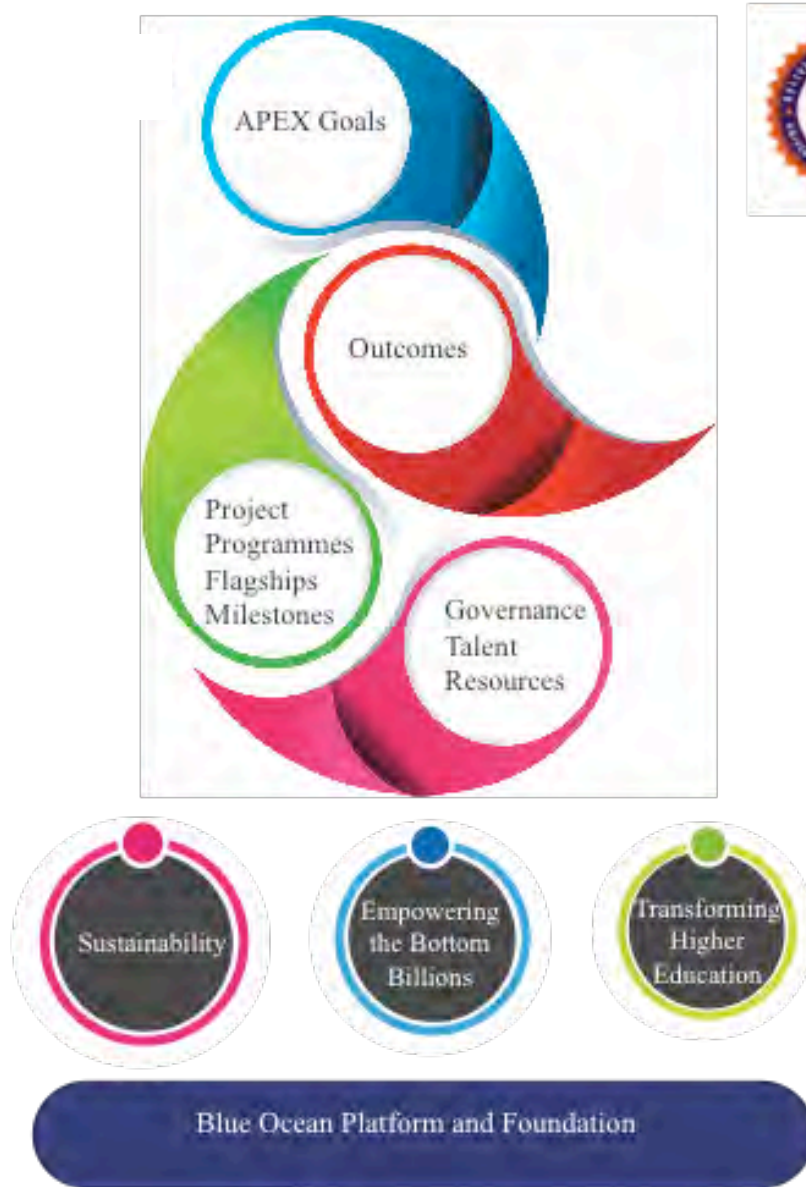 APEX Goals
Outcomes
Project
Programmes
Flagships
Milestones
Governance
Talent
Resources
Sustainability
Empowering
the Bottom
Billions
Transforming
Higher
Education
Blue Ocean Platform and Foundation